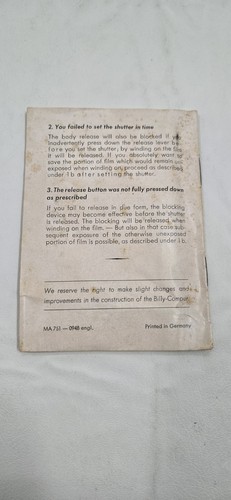 2. You failed to set the shutter in time
The body release will also be blocked if you
inadvertently press down the release lever be-
fore you set the shutter; by winding on the film
it will be released. If you absolutely want to
save the portion of film which would remain un-
exposed when winding on, proceed as described
under 1b after setting the shutter.
3. The release button was not fully pressed down
as prescribed
If you fail to release in due form, the blocking
device may become effective before the shutter
is released. The blocking will be released when
winding on the film. — But also in that case sub-
sequent exposure of the otherwise unexposed
portion of film is possible, as described under 1b.
We reserve the right to make slight changes and
improvements in the construction of the Billy-Compur
MA 751 — 0948 engl.
Printed in Germany